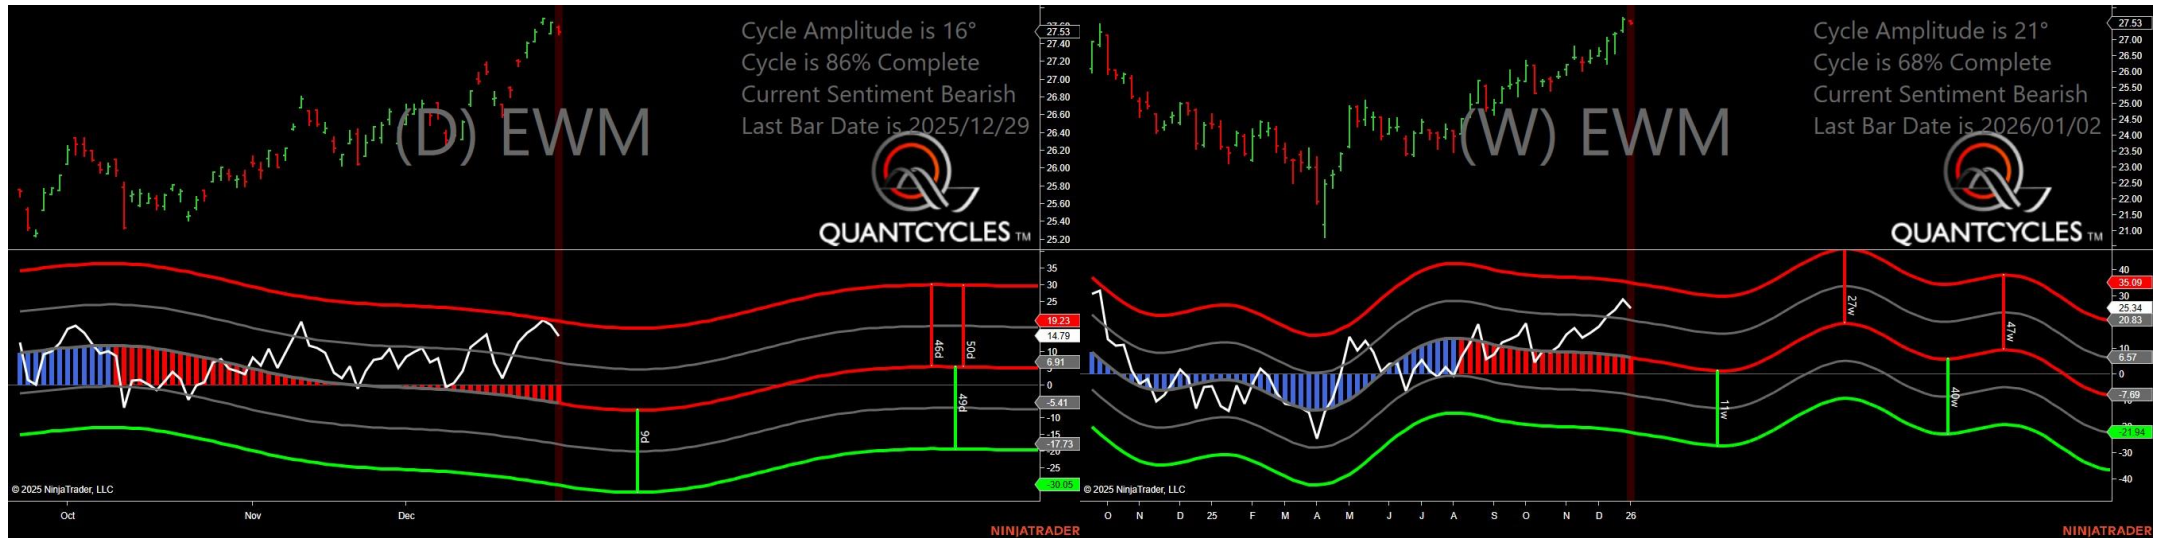 Cycle Amplitude is 16°
Cycle is 86% Complete
Current Sentiment Bearish
Last Bar Date is 2025/12/29
(D) EWM
QUANTCYCLES TM
27.53
27.40
27.20
27.00
26.80
26.60
26.40
26.20
26.00
25.80
25.60
25.40
25.20
35
30
25
19.23
14.79
10
6.91
0
-5.41
-10
-15
-17.73
-25
-30.05
46d
50d
49d
9d
© 2025 NinjaTrader, LLC
Oct
Nov
Dec
NINJATRADER
Cycle Amplitude is 21°
Cycle is 68% Complete
Current Sentiment Bearish
Last Bar Date is 2026/01/02
(W) EWM
QUANTCYCLES TM
27.53
27.00
26.50
26.00
25.50
25.00
24.50
24.00
23.50
23.00
22.50
22.00
21.50
21.00
40
35.09
30
25.34
20.83
10
6.57
0
-7.69
-21.94
-30
-40
27w
47w
11w
40w
© 2025 NinjaTrader, LLC
O
N
D
25
F
M
A
M
J
J
A
S
O
N
D
26
NINJATRADER